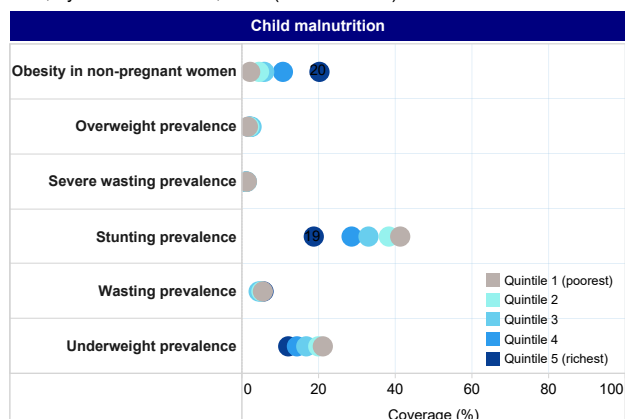 Child malnutrition
Obesity in non-pregnant women
20
Overweight prevalence
Severe wasting prevalence
Stunting prevalence
19
Wasting prevalence
Underweight prevalence
Quintile 1 (poorest)
Quintile 2
Quintile 3
Quintile 4
Quintile 5 (richest)
0 20 40 60 80 100
Coverage (%)